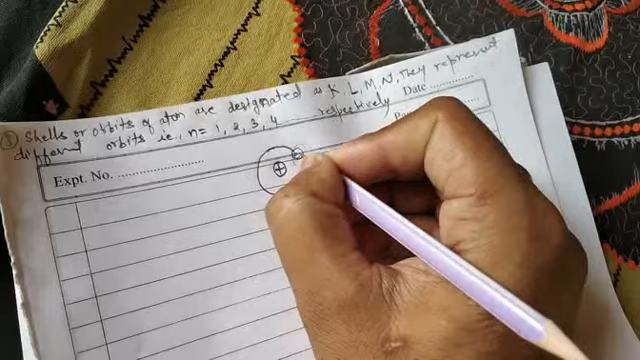 ③ Shells or orbits of atom are designated as K, L, M, N, They represent
different orbits i.e, n= 1, 2, 3, 4 ...... respectively
Date ...............
Expt. No. .......................